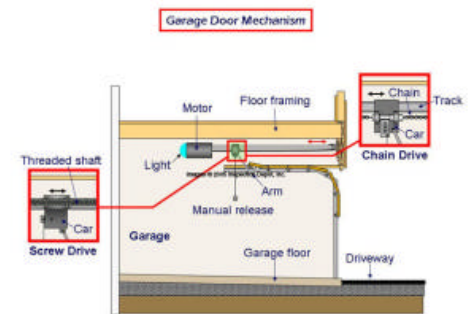 Garage Door Mechanism
Chain
Track
Car
Chain Drive
Floor framing
Motor
Light
Arm
Manual release
Threaded shaft
Car
Screw Drive
Garage
Garage floor
Driveway